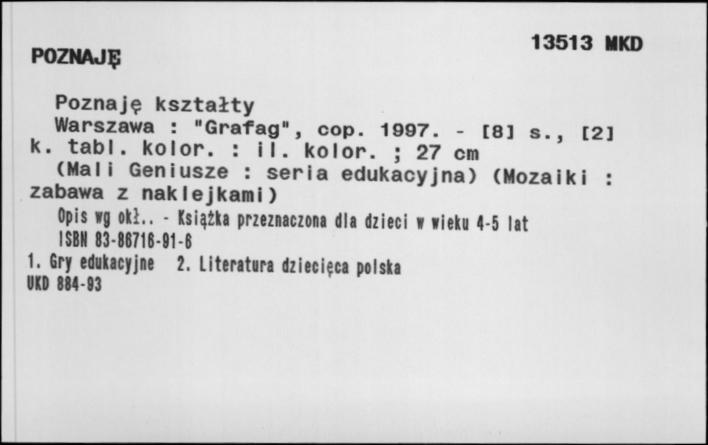 13513 MKD
POZNAJĘ
Poznaję kształty
Warszawa : "Grafag", cop. 1997. - [8] s., [2]
k. tabl. kolor. : il. kolor. ; 27 cm
(Mali Geniusze : seria edukacyjna) (Mozaiki :
zabawa z naklejkami)
Opis wg okł.. - Książka przeznaczona dla dzieci w wieku 4-5 lat
ISBN 83-86716-91-6
1. Gry edukacyjne 2. Literatura dziecięca polska
UKD 884-93